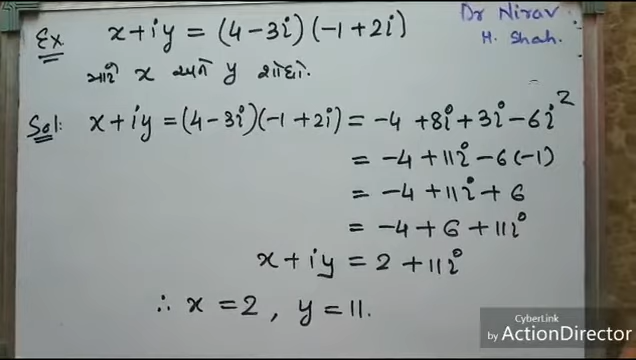 Ex x+iy = (4-3i)(-1+2i)
Dr Nirav
H. Shah.
માટે x અને y શોધો.
Sol: x+iy = (4-3i)(-1+2i) = -4 +8i +3i -6i²
= -4+11i -6(-1)
= -4+11i +6
= -4+6+11i
x+iy = 2+11i
∴ x=2, y=11.
CyberLink
by ActionDirector